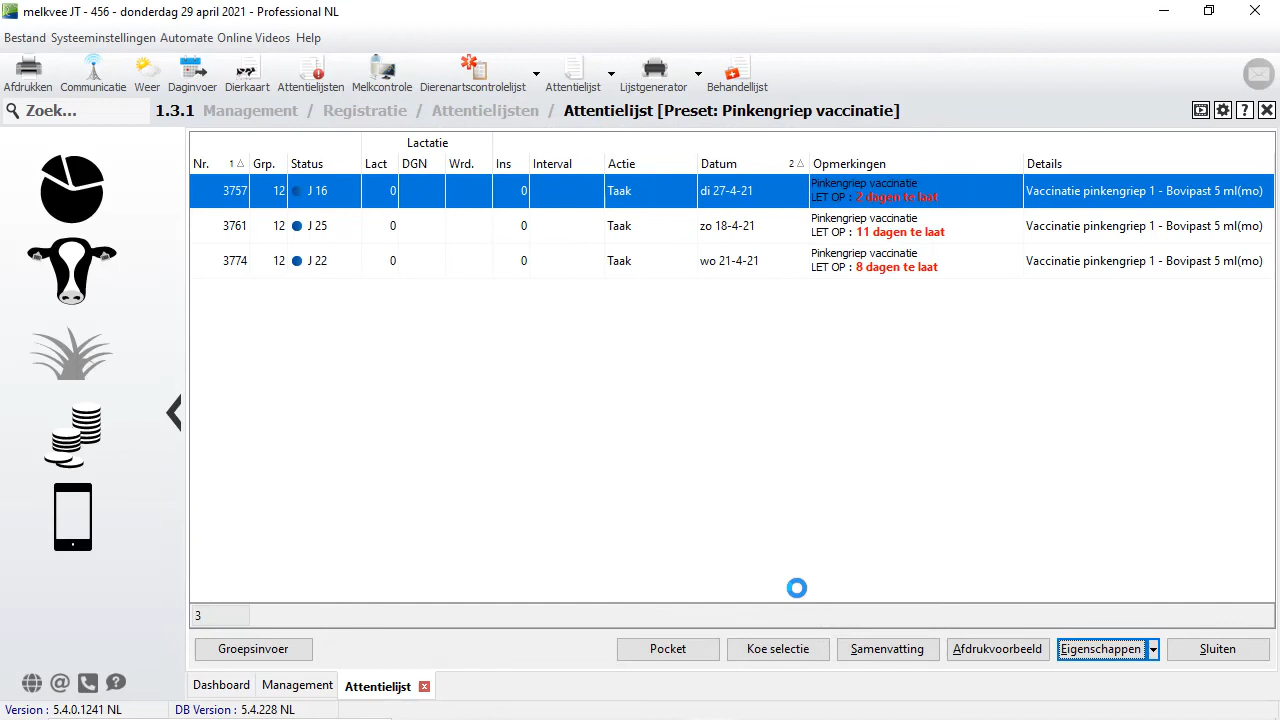 melkvee JT - 456 - donderdag 29 april 2021 - Professional NL
Bestand Systeeminstellingen Automate Online Videos Help
Afdrukken Communicatie Weer Daginvoer Dierkaart Attentielijsten Melkcontrole Dierenartscontrolelijst Attentielijst Lijstgenerator Behandellijst
Zoek... 1.3.1 Management / Registratie / Attentielijsten / Attentielijst [Preset: Pinkengriep vaccinatie]
Lactatie
Nr. 1 Grp. Status Lact DGN Wrd. Ins Interval Actie Datum 2 Opmerkingen Details
3757 12 J 16 0 0 Taak di 27-4-21 Pinkengriep vaccinatie Vaccinatie pinkengriep 1 - Bovipast 5 ml(mo)
LET OP : 2 dagen te laat
3761 12 J 25 0 0 Taak zo 18-4-21 Pinkengriep vaccinatie Vaccinatie pinkengriep 1 - Bovipast 5 ml(mo)
LET OP : 11 dagen te laat
3774 12 J 22 0 0 Taak wo 21-4-21 Pinkengriep vaccinatie Vaccinatie pinkengriep 1 - Bovipast 5 ml(mo)
LET OP : 8 dagen te laat
3
Groepsinvoer Pocket Koe selectie Samenvatting Afdrukvoorbeeld Eigenschappen Sluiten
Dashboard Management Attentielijst
Version : 5.4.0.1241 NL DB Version : 5.4.228 NL